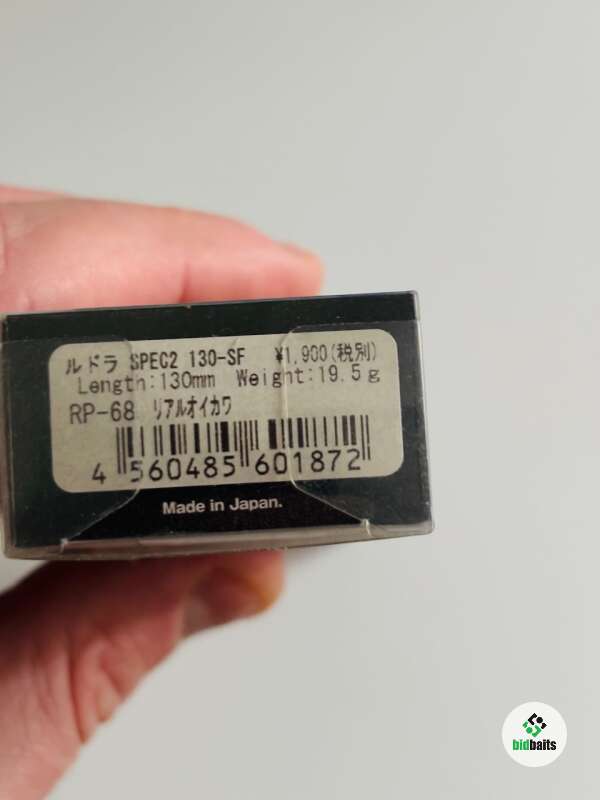 ルドラ SPEC2 130-SF ¥1,900(税別)
Length:130mm Weight:19.5g
RP-68 リアルオイカワ
4 560485 601872
Made in Japan.
bidbaits